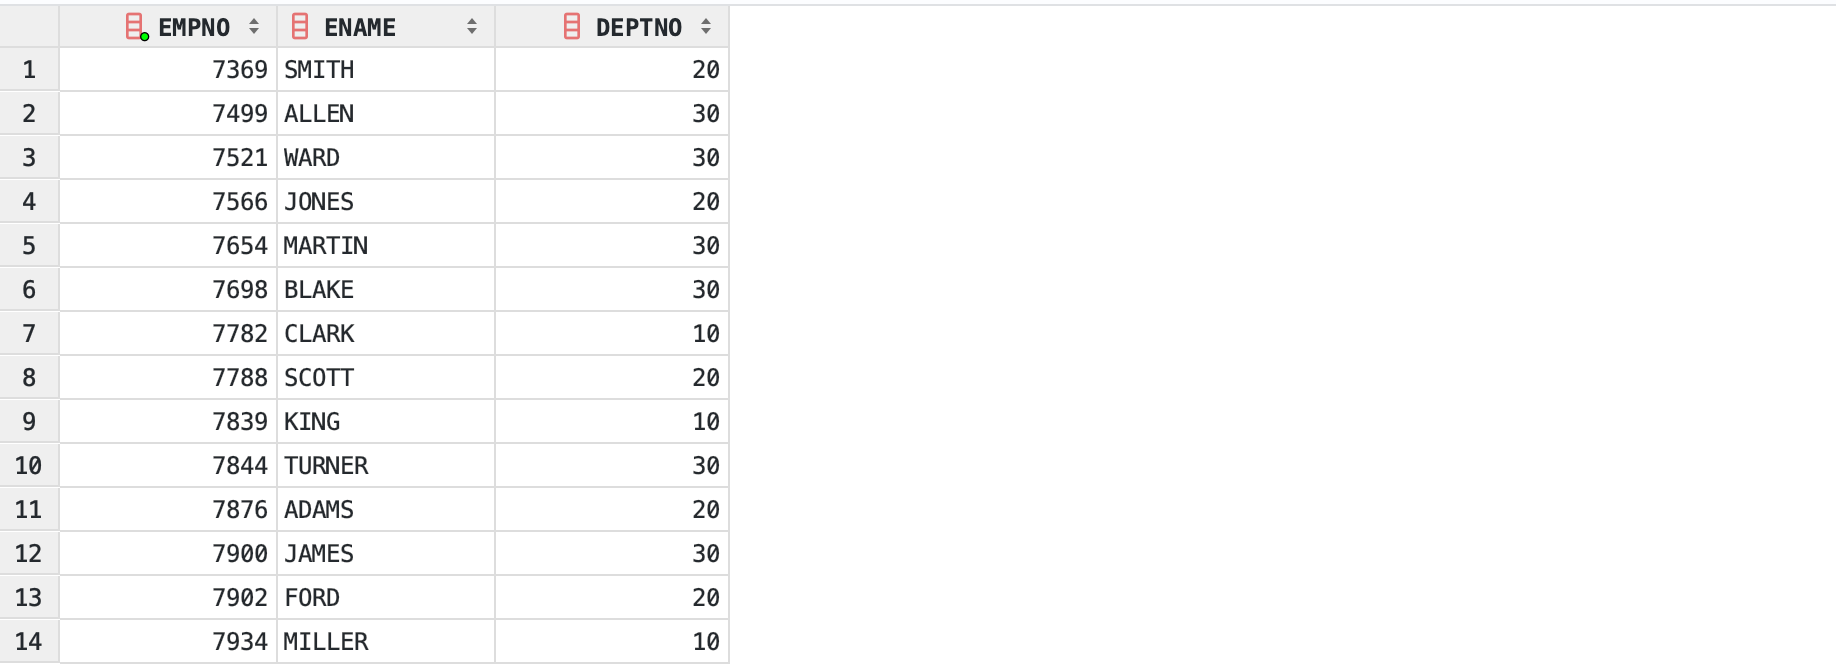 EMPNO ENAME DEPTNO
1 7369 SMITH 20
2 7499 ALLEN 30
3 7521 WARD 30
4 7566 JONES 20
5 7654 MARTIN 30
6 7698 BLAKE 30
7 7782 CLARK 10
8 7788 SCOTT 20
9 7839 KING 10
10 7844 TURNER 30
11 7876 ADAMS 20
12 7900 JAMES 30
13 7902 FORD 20
14 7934 MILLER 10